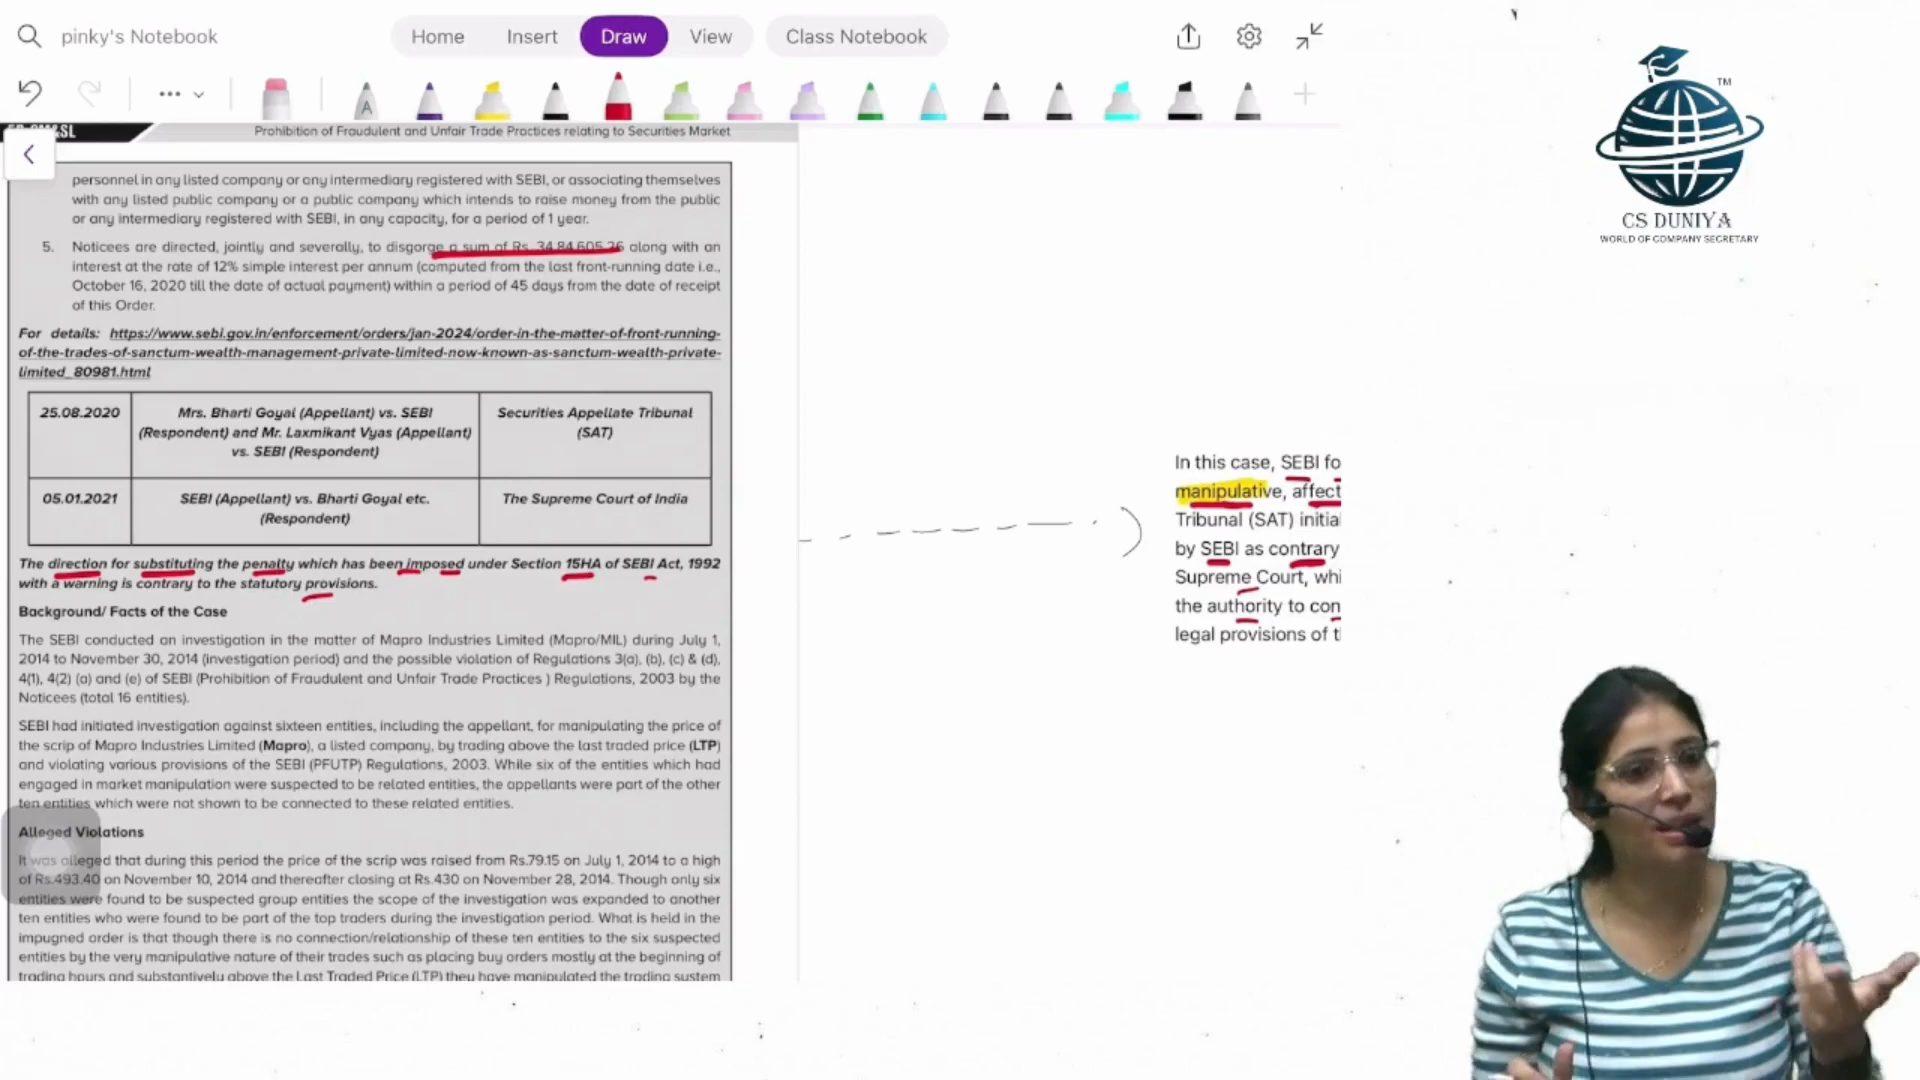 pinky's Notebook
Home Insert Draw View Class Notebook
Prohibition of Fraudulent and Unfair Trade Practices relating to Securities Market
personnel in any listed company or any intermediary registered with SEBI, or associating themselves
with any listed public company or a public company which intends to raise money from the public
or any intermediary registered with SEBI, in any capacity, for a period of 1 year.
5. Noticees are directed, jointly and severally, to disgorge a sum of Rs. 34,84,605.26 along with an
interest at the rate of 12% simple interest per annum (computed from the last front-running date i.e.,
October 16, 2020 till the date of actual payment) within a period of 45 days from the date of receipt
of this Order.
For details: https://www.sebi.gov.in/enforcement/orders/jan-2024/order-in-the-matter-of-front-running-
of-the-trades-of-sanctum-wealth-management-private-limited-now-known-as-sanctum-wealth-private-
limited_80981.html
25.08.2020
Mrs. Bharti Goyal (Appellant) vs. SEBI
(Respondent) and Mr. Laxmikant Vyas (Appellant)
vs. SEBI (Respondent)
Securities Appellate Tribunal
(SAT)
05.01.2021
SEBI (Appellant) vs. Bharti Goyal etc.
(Respondent)
The Supreme Court of India
The direction for substituting the penalty which has been imposed under Section 15HA of SEBI Act, 1992
with a warning is contrary to the statutory provisions.
Background/ Facts of the Case
The SEBI conducted an investigation in the matter of Mapro Industries Limited (Mapro/MIL) during July 1,
2014 to November 30, 2014 (investigation period) and the possible violation of Regulations 3(a), (b), (c) & (d),
4(1), 4(2) (a) and (e) of SEBI (Prohibition of Fraudulent and Unfair Trade Practices ) Regulations, 2003 by the
Noticees (total 16 entities).
SEBI had initiated investigation against sixteen entities, including the appellant, for manipulating the price of
the scrip of Mapro Industries Limited (Mapro), a listed company, by trading above the last traded price (LTP)
and violating various provisions of the SEBI (PFUTP) Regulations, 2003. While six of the entities which had
engaged in market manipulation were suspected to be related entities, the appellants were part of the other
ten entities which were not shown to be connected to these related entities.
Alleged Violations
It was alleged that during this period the price of the scrip was raised from Rs.79.15 on July 1, 2014 to a high
of Rs.493.40 on November 10, 2014 and thereafter closing at Rs.430 on November 28, 2014. Though only six
entities were found to be suspected group entities the scope of the investigation was expanded to another
ten entities who were found to be part of the top traders during the investigation period. What is held in the
impugned order is that though there is no connection/relationship of these ten entities to the six suspected
entities by the very manipulative nature of their trades such as placing buy orders mostly at the beginning of
trading hours and substantively above the Last Traded Price (LTP) they have manipulated the trading system
In this case, SEBI fo
manipulative, affect
Tribunal (SAT) initial
by SEBI as contrary
Supreme Court, whi
the authority to con
legal provisions of t
TM
CS DUNIYA
WORLD OF COMPANY SECRETARY